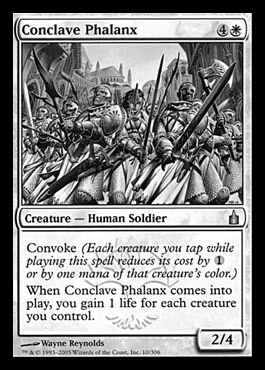 Conclave Phalanx 4
Creature — Human Soldier
Convoke (Each creature you tap while
playing this spell reduces its cost by 1
or by one mana of that creature's color.)
When Conclave Phalanx comes into
play, you gain 1 life for each creature
you control.
Wayne Reynolds
2/4
™ & © 1993–2005 Wizards of the Coast, Inc. 10/306